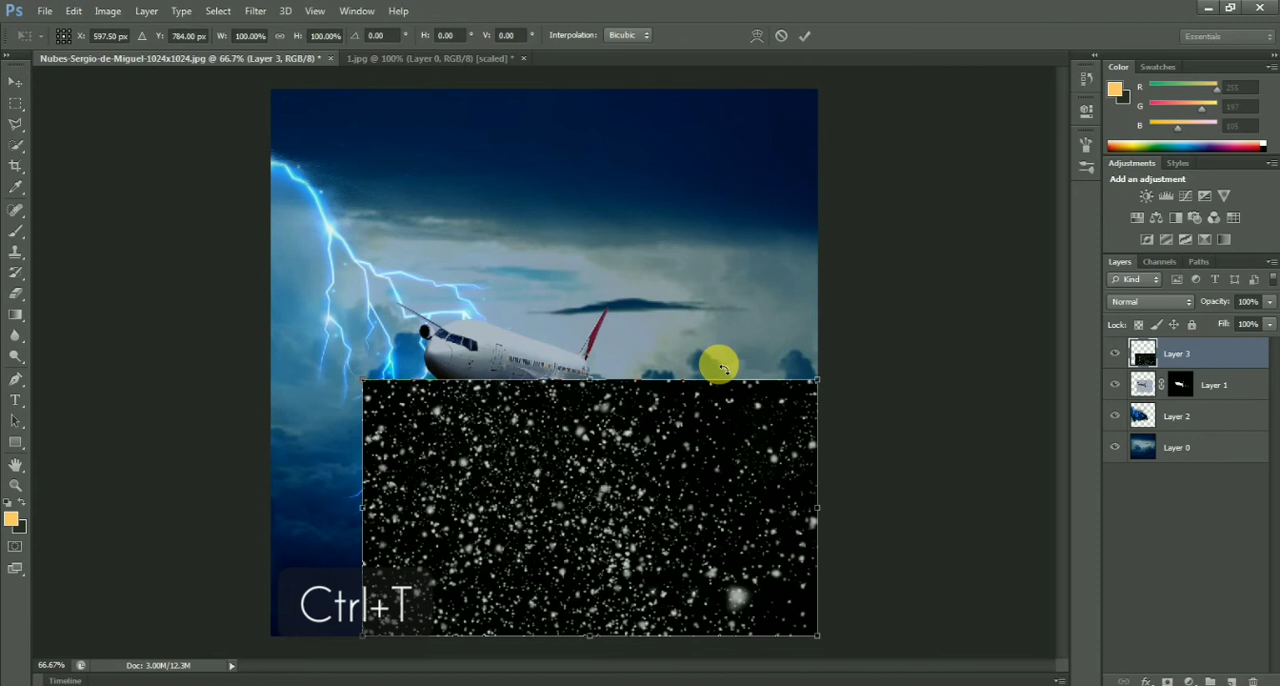 Ps File Edit Image Layer Type Select Filter 3D View Window Help
X: 597.50 px Y: 784.00 px W: 100.00% H: 100.00% 0.00 ° H: 0.00 ° V: 0.00 ° Interpolation: Bicubic Essentials
Nubes-Sergio-de-Miguel-1024x1024.jpg @ 66.7% (Layer 3, RGB/8) * × 1.jpg @ 100% (Layer 0, RGB/8) [scaled] * ×
Color Swatches
R 255
G 197
B 105
Adjustments Styles
Add an adjustment
Layers Channels Paths
Kind
Normal Opacity: 100%
Lock: Fill: 100%
Layer 3
Layer 1
Layer 2
Layer 0
Ctrl+T
66.67% Doc: 3.00M/12.3M
Timeline